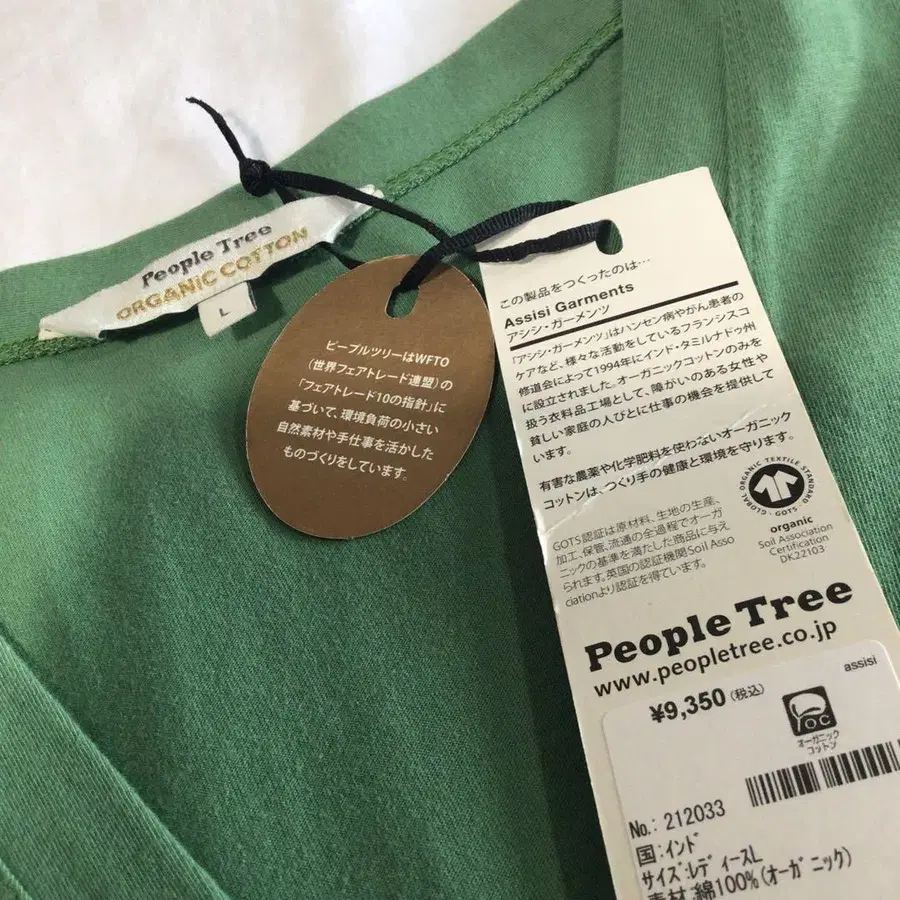 People Tree
ORGANIC COTTON
L
ピープルツリーはWFTO
(世界フェアトレード連盟)の
「フェアトレード10の指針」に
基づいて、環境負荷の小さい
自然素材や手仕事を活かした
ものづくりをしています。
この製品をつくったのは…
Assisi Garments
アシシ・ガーメンツ
「アシシ・ガーメンツ」はハンセン病やがん患者の
ケアなど、様々な活動をしているフランシスコ
修道会によって1994年にインド・タミルナドゥ州
に設立されました。オーガニックコットンのみを
扱う衣料品工場として、障がいのある女性や
貧しい家庭の人びとに仕事の機会を提供して
います。
有害な農薬や化学肥料を使わないオーガニック
コットンは、つくり手の健康と環境を守ります。
GOTS認証は原材料、生地の生産、
加工、保管、流通の全過程でオーガ
ニックの基準を満たした商品に与え
られます。英国の認証機関Soil Asso
ciationより認証を得ています。
GLOBAL ORGANIC TEXTILE STANDARD
・GOTS・
organic
Soil Association
Certification
DK22103
People Tree
www.peopletree.co.jp
assisi
¥9,350(税込)
JOC
オーガニック
コットン
No.: 212033
国:インド
サイズ:レディースL
素材:綿100%(オーガニック)